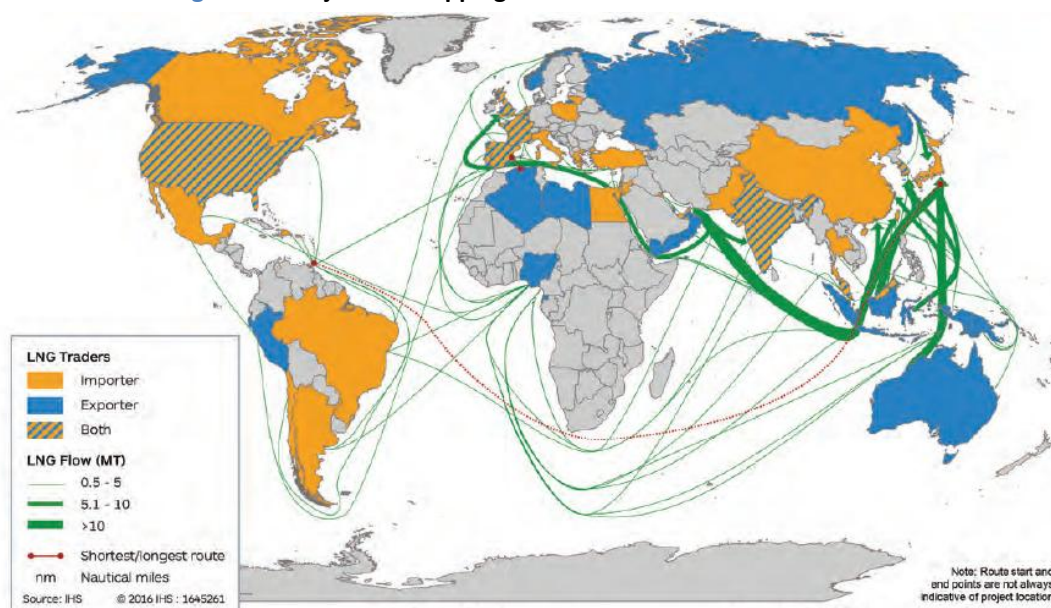 LNG Traders
Importer
Exporter
Both
LNG Flow (MT)
0.5 - 5
5.1 - 10
>10
Shortest/longest route
nm Nautical miles
Source: IHS © 2016 IHS : 1645261
Note: Route start and
end points are not always
indicative of project location